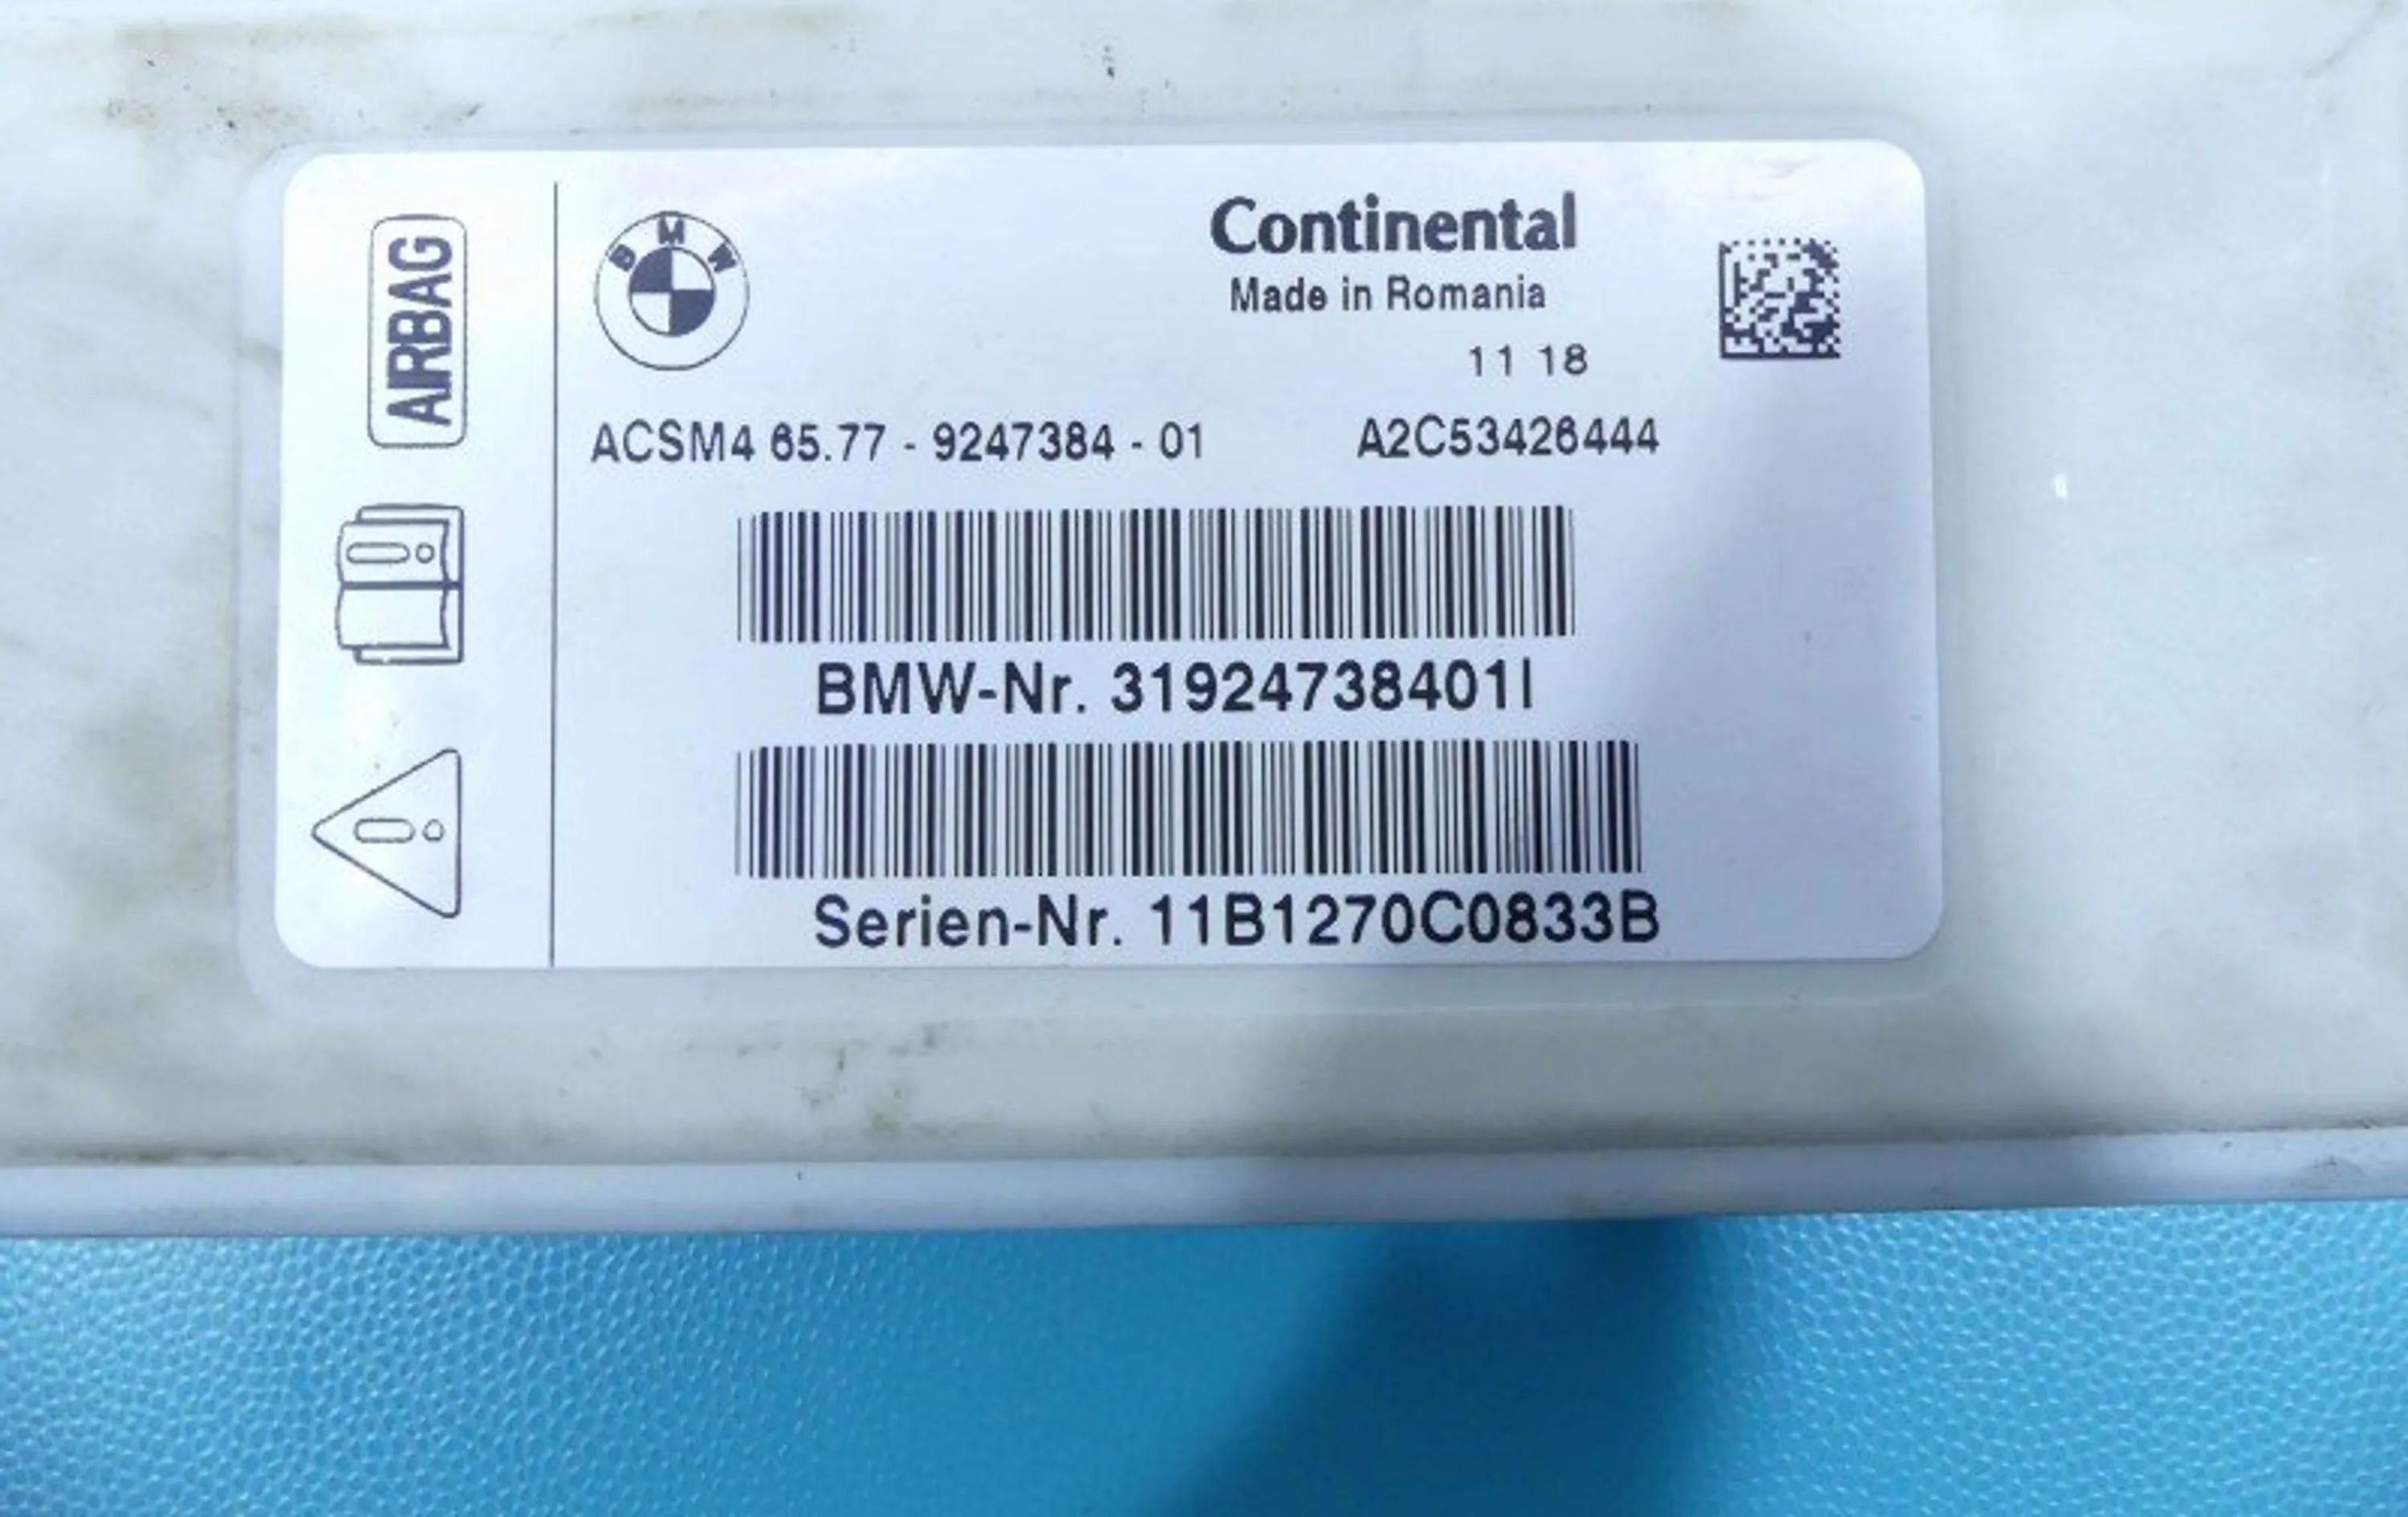 AIRBAG
BMW
Continental
Made in Romania
11 18
ACSM4 65.77 - 9247384 - 01 A2C53426444
BMW-Nr. 31924738401I
Serien-Nr. 11B1270C0833B